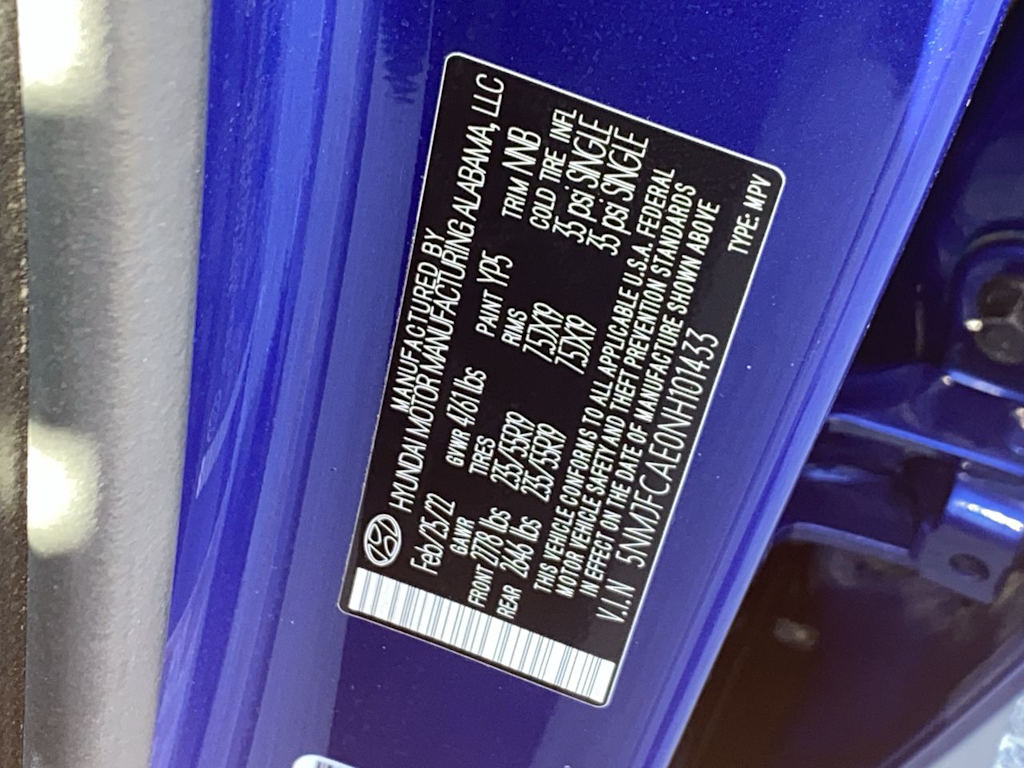 MANUFACTURED BY
HYUNDAI MOTOR MANUFACTURING ALABAMA, LLC
Feb/25/22 GVWR 4761 lbs PAINT YP5 TRIM NNB
GAWR TIRES RIMS COLD TIRE INFL
FRONT 2778 lbs 235/55R19 7.5JX19 35 psi SINGLE
REAR 2646 lbs 235/55R19 7.5JX19 35 psi SINGLE
THIS VEHICLE CONFORMS TO ALL APPLICABLE U.S.A. FEDERAL
MOTOR VEHICLE SAFETY AND THEFT PREVENTION STANDARDS
IN EFFECT ON THE DATE OF MANUFACTURE SHOWN ABOVE
V.I.N 5NMJFCAE0NH101433 TYPE: MPV